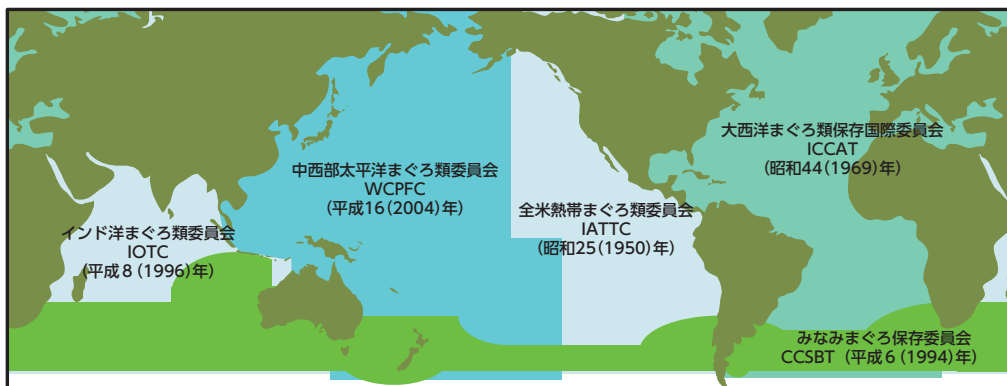 大西洋まぐろ類保存国際委員会
ICCAT
(昭和44(1969)年)
中西部太平洋まぐろ類委員会
WCPFC
(平成16(2004)年)
全米熱帯まぐろ類委員会
IATTC
(昭和25(1950)年)
インド洋まぐろ類委員会
IOTC
(平成8(1996)年)
みなみまぐろ保存委員会
CCSBT (平成6(1994)年)